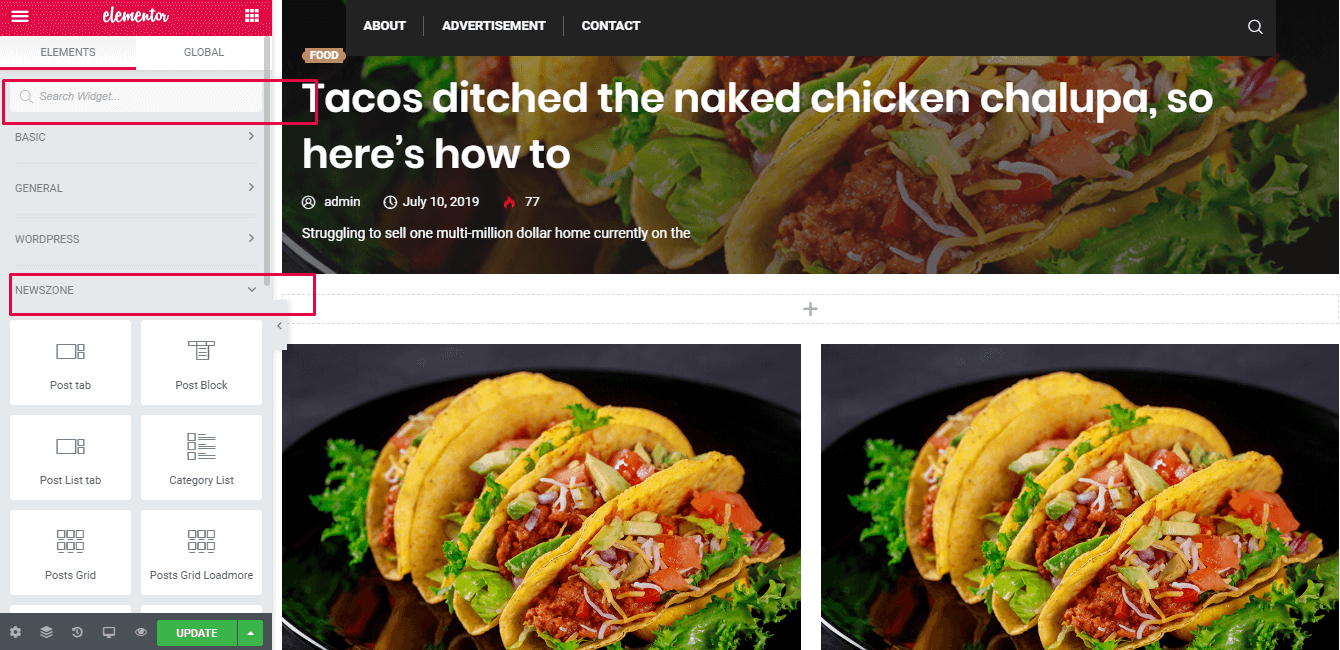 elementor
ELEMENTS GLOBAL
Search Widget...
BASIC
GENERAL
WORDPRESS
NEWSZONE
Post tab
Post Block
Post List tab
Category List
Posts Grid
Posts Grid Loadmore
UPDATE
ABOUT ADVERTISEMENT CONTACT
FOOD
Tacos ditched the naked chicken chalupa, so
here’s how to
admin July 10, 2019 77
Struggling to sell one multi-million dollar home currently on the